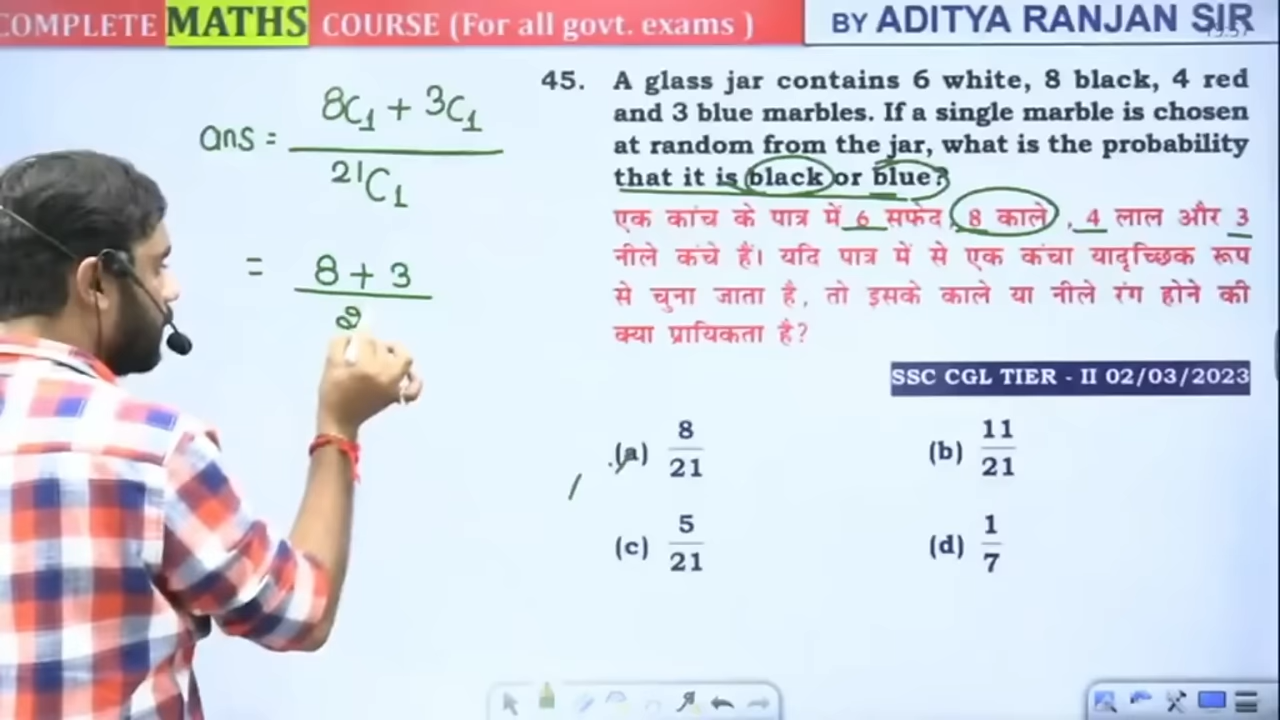 COMPLETE MATHS COURSE (For all govt. exams )
BY ADITYA RANJAN SIR
ans = 8C1 + 3C1
21C1
= 8 + 3
2
45. A glass jar contains 6 white, 8 black, 4 red
and 3 blue marbles. If a single marble is chosen
at random from the jar, what is the probability
that it is black or blue?
एक कांच के पात्र में 6 सफेद, 8 काले, 4 लाल और 3
नीले कंचे हैं। यदि पात्र में से एक कंचा यादृच्छिक रूप
से चुना जाता है, तो इसके काले या नीले रंग होने की
क्या प्रायिकता है?
SSC CGL TIER - II 02/03/2023
(a) 8/21
(b) 11/21
(c) 5/21
(d) 1/7